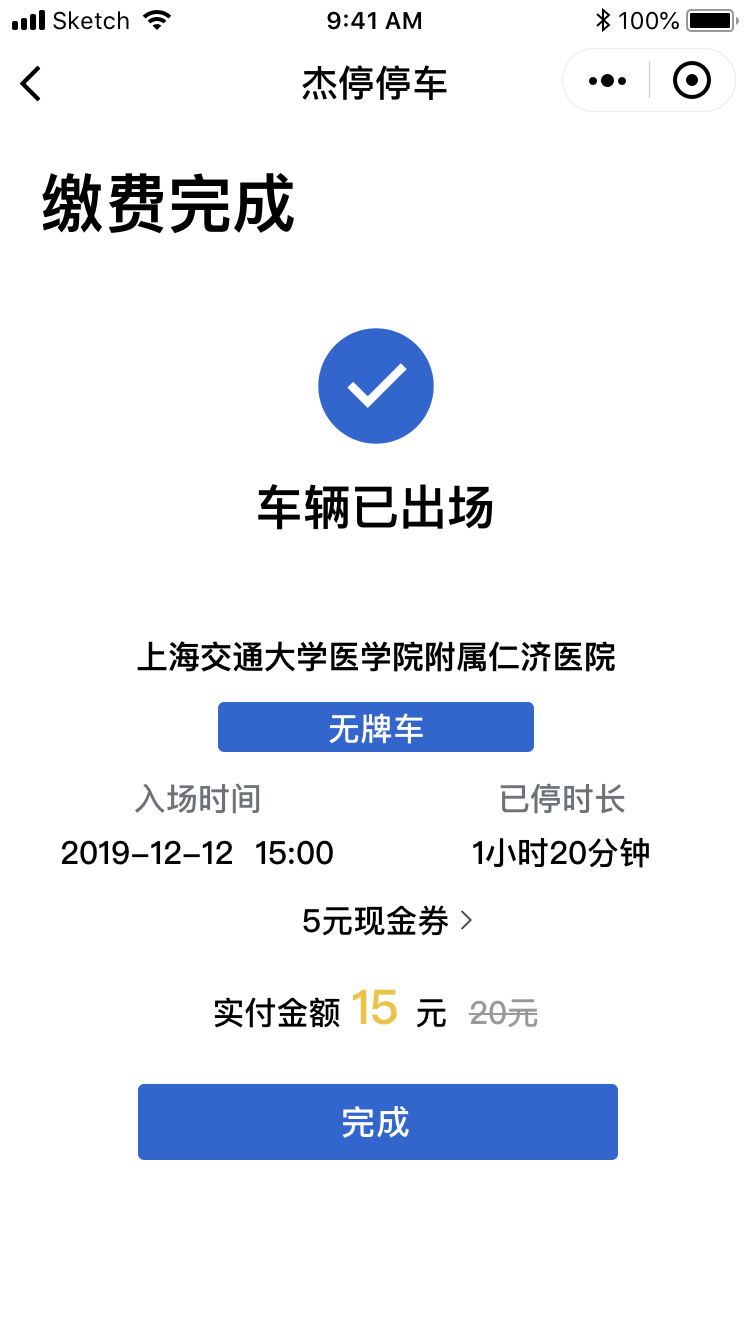 Sketch 9:41 AM 100%
杰停停车
缴费完成
车辆已出场
上海交通大学医学院附属仁济医院
无牌车
入场时间 已停时长
2019-12-12 15:00 1小时20分钟
5元现金券
实付金额 15 元 20元
完成